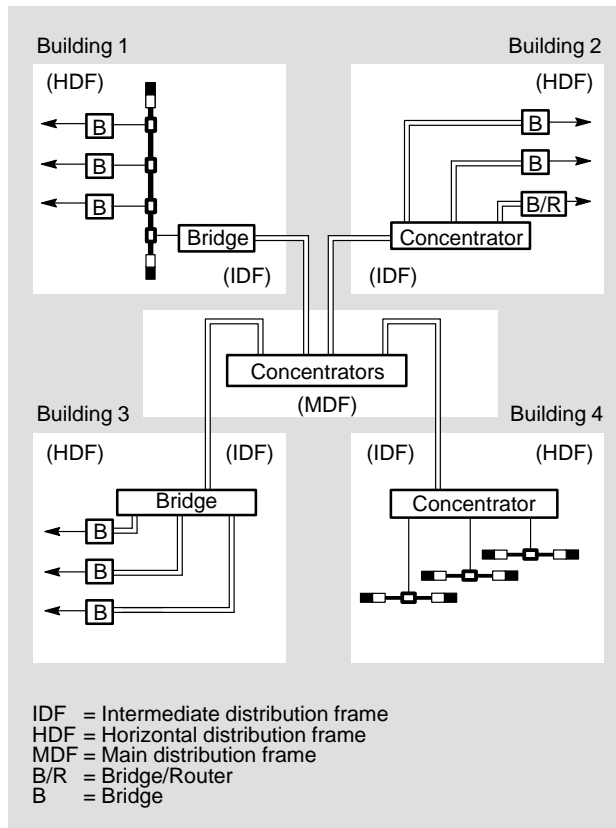 Building 1
Building 2
(HDF)
(HDF)
B
B
B
B
B
B/R
Bridge
Concentrator
(IDF)
(IDF)
Concentrators
(MDF)
Building 3
Building 4
(HDF)
(IDF)
(IDF)
(HDF)
Bridge
Concentrator
B
B
B
IDF = Intermediate distribution frame
HDF = Horizontal distribution frame
MDF = Main distribution frame
B/R = Bridge/Router
B = Bridge